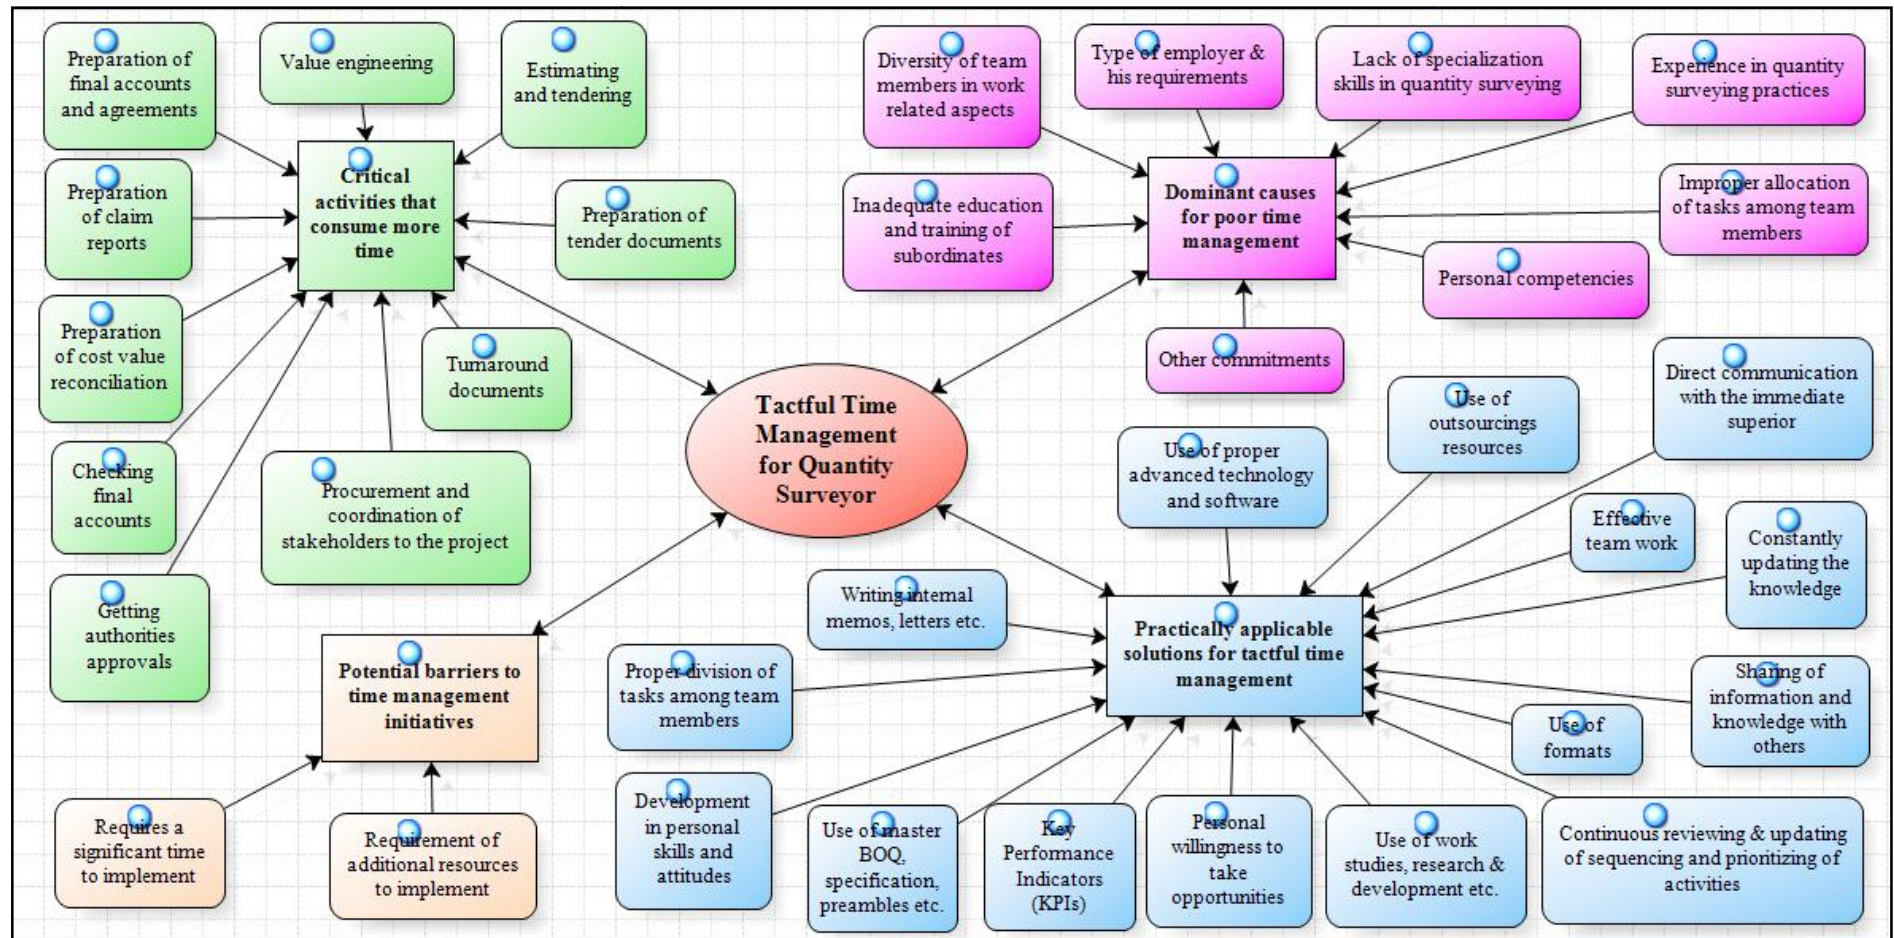 Preparation of
final accounts
and agreements
Value engineering
Estimating
and tendering
Preparation
of claim
reports
Critical
activities that
consume more
time
Preparation of
tender documents
Preparation
of cost value
reconciliation
Turnaround
documents
Checking
final
accounts
Procurement and
coordination of
stakeholders to the project
Getting
authorities
approvals
Diversity of team
members in work
related aspects
Type of employer &
his requirements
Lack of specialization
skills in quantity surveying
Experience in quantity
surveying practices
Inadequate education
and training of
subordinates
Dominant causes
for poor time
management
Improper allocation
of tasks among team
members
Personal competencies
Other commitments
Tactful Time
Management
for Quantity
Surveyor
Potential barriers to
time management
initiatives
Requires a
significant time
to implement
Requirement of
additional resources
to implement
Use of proper
advanced technology
and software
Use of
outsourcings
resources
Direct communication
with the immediate
superior
Effective
team work
Constantly
updating the
knowledge
Writing internal
memos, letters etc.
Practically applicable
solutions for tactful time
management
Proper division of
tasks among team
members
Sharing of
information and
knowledge with
others
Use of
formats
Development
in personal
skills and
attitudes
Use of master
BOQ,
specification,
preambles etc.
Key
Performance
Indicators
(KPIs)
Personal
willingness to
take
opportunities
Use of work
studies, research &
development etc.
Continuous reviewing & updating
of sequencing and prioritizing of
activities